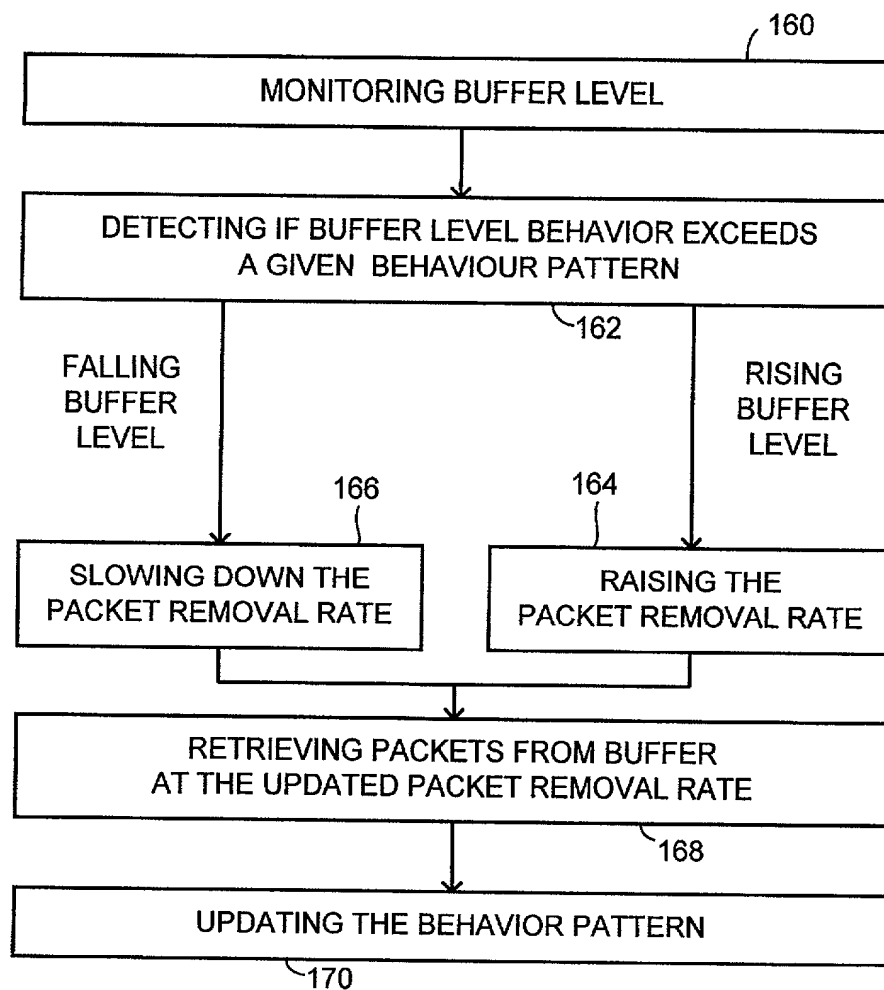 160
MONITORING BUFFER LEVEL
DETECTING IF BUFFER LEVEL BEHAVIOR EXCEEDS
A GIVEN BEHAVIOUR PATTERN
162
FALLING
BUFFER
LEVEL
RISING
BUFFER
LEVEL
166
164
SLOWING DOWN THE
PACKET REMOVAL RATE
RAISING THE
PACKET REMOVAL RATE
RETRIEVING PACKETS FROM BUFFER
AT THE UPDATED PACKET REMOVAL RATE
168
UPDATING THE BEHAVIOR PATTERN
170